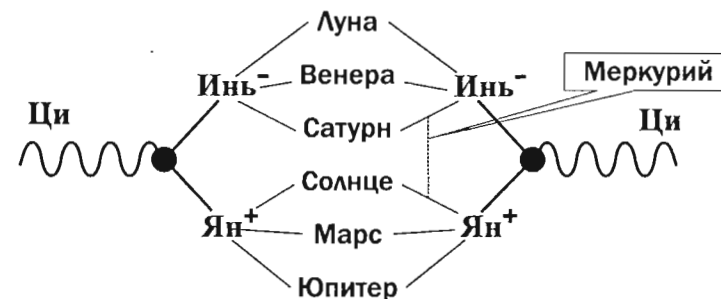 Луна
Инь⁻ Венера Инь⁻ Меркурий
Ци Сатурн Ци
Солнце
Ян⁺ Марс Ян⁺
Юпитер